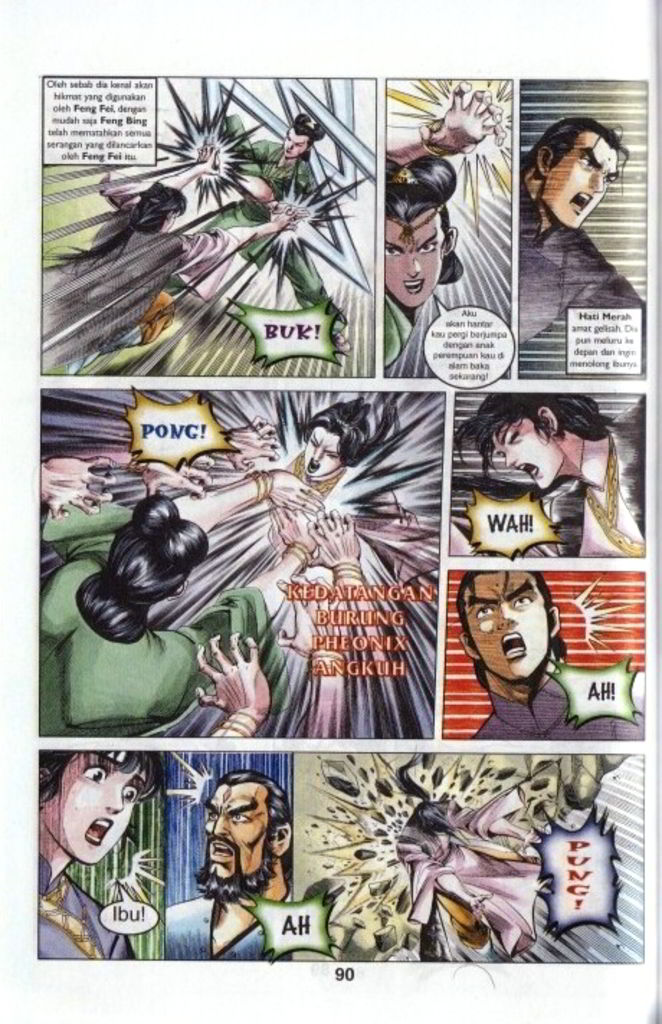 Oleh sebab dia kenal akan
hikmat yang digunakan
oleh Feng Fei, dengan
mudah saja Feng Bing
telah mematahkan semua
serangan yang dilancarkan
oleh Feng Fei itu.
BUK!
Aku
akan hantar
kau pergi berjumpa
dengan anak
perempuan kau di
alam baka
sekarang!
Hati Merah
amat gelisah. Dia
pun meluru ke
depan dan ingin
menolong ibunya
PONG!
KEDATANGAN
BURUNG
PHEONIX
ANGKUH
WAH!
AH!
Ibu!
AH
PUNG!
90